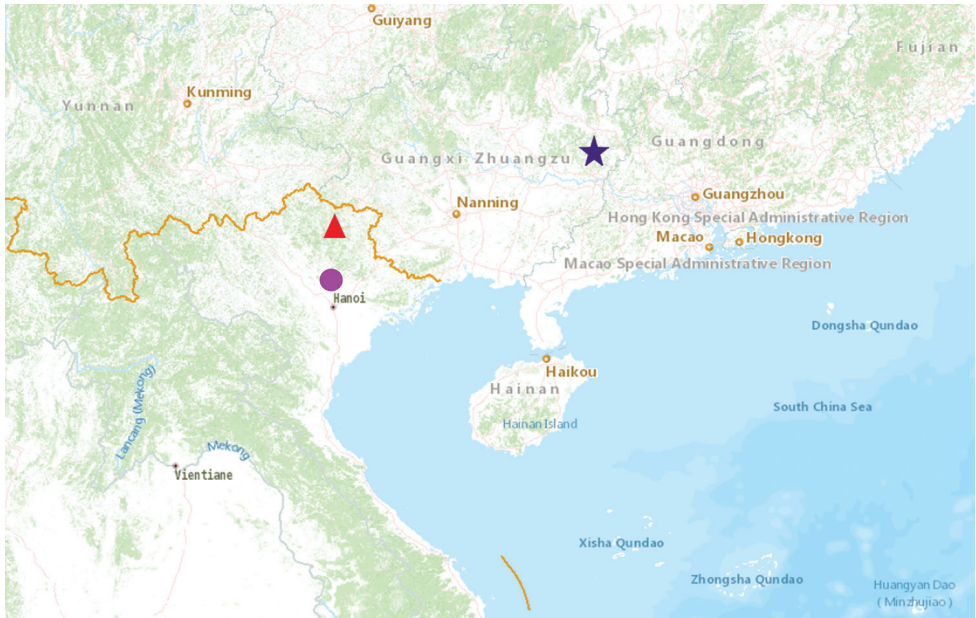 Guiyang
Fujian
Kunming
Yunnan
Guangdong
Guangxi Zhuangzu
Guangzhou
Nanning
Hong Kong Special Administrative Region
Macao
Hongkong
Macao Special Administrative Region
Hanoi
Dongsha Qundao
Haikou
Hainan
Lancang (Mekong)
South China Sea
Hainan Island
Mekong
Vientiane
Xisha Qundao
Zhongsha Qundao
Huangyan Dao
( Minzhujiao )